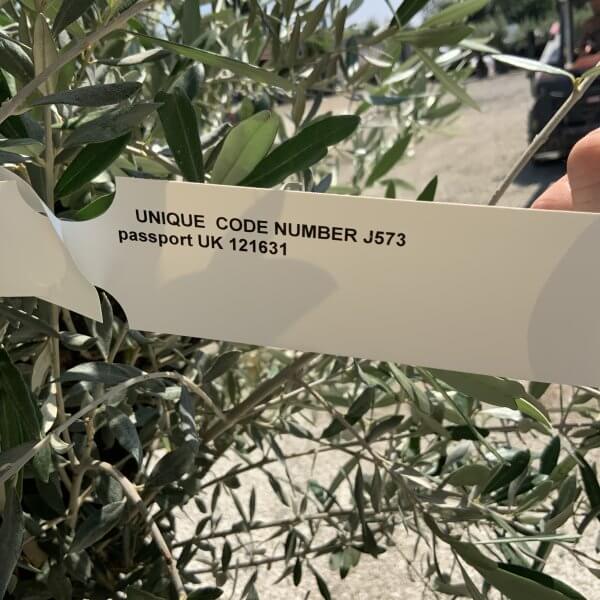 UNIQUE CODE NUMBER J573
passport UK 121631